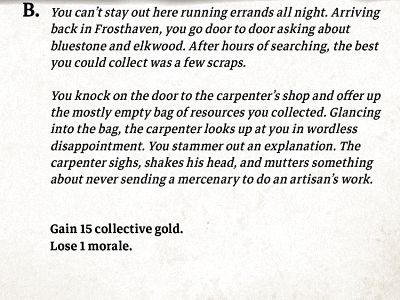 B. You can't stay out here running errands all night. Arriving
back in Frosthaven, you go door to door asking about
bluestone and elkwood. After hours of searching, the best
you could collect was a few scraps.
You knock on the door to the carpenter's shop and offer up
the mostly empty bag of resources you collected. Glancing
into the bag, the carpenter looks up at you in wordless
disappointment. You stammer out an explanation. The
carpenter sighs, shakes his head, and mutters something
about never sending a mercenary to do an artisan's work.
Gain 15 collective gold.
Lose 1 morale.